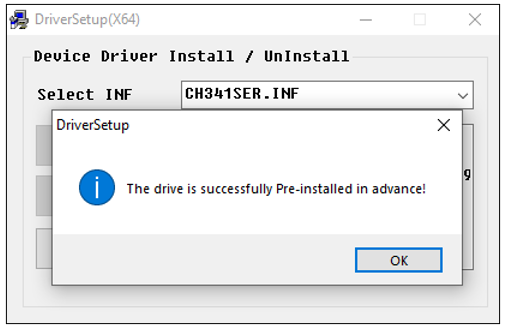 DriverSetup(X64)
Device Driver Install / UnInstall
Select INF
CH341SER.INF
DriverSetup
The drive is successfully Pre-installed in advance!
OK